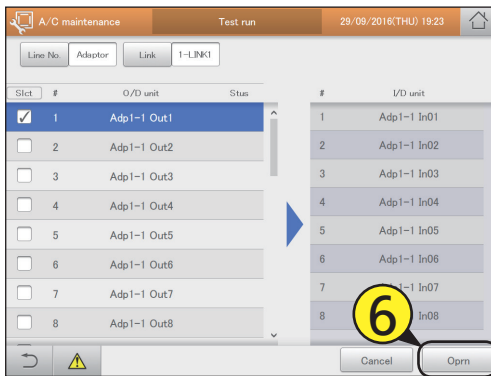 A/C maintenance Test run 29/09/2016(THU) 19:23
Line No. Adaptor Link 1-LINK1
Slct # O/D unit Stus # I/D unit
1 Adp1-1 Out1 1 Adp1-1 In01
2 Adp1-1 Out2 2 Adp1-1 In02
3 Adp1-1 Out3 3 Adp1-1 In03
4 Adp1-1 Out4 4 Adp1-1 In04
5 Adp1-1 Out5 5 Adp1-1 In05
6 Adp1-1 Out6 6 Adp1-1 In06
7 Adp1-1 Out7 7 In07
8 Adp1-1 Out8 8 In08
6
Cancel Oprn